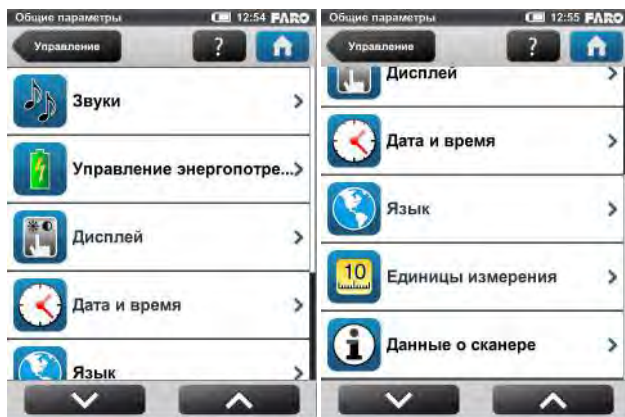 Общие параметры 12:54 FARO
Управление ?
Звуки
Управление энергопотре...
Дисплей
Дата и время
Язык
Общие параметры 12:55 FARO
Управление ?
Дисплей
Дата и время
Язык
10
Единицы измерения
Данные о сканере